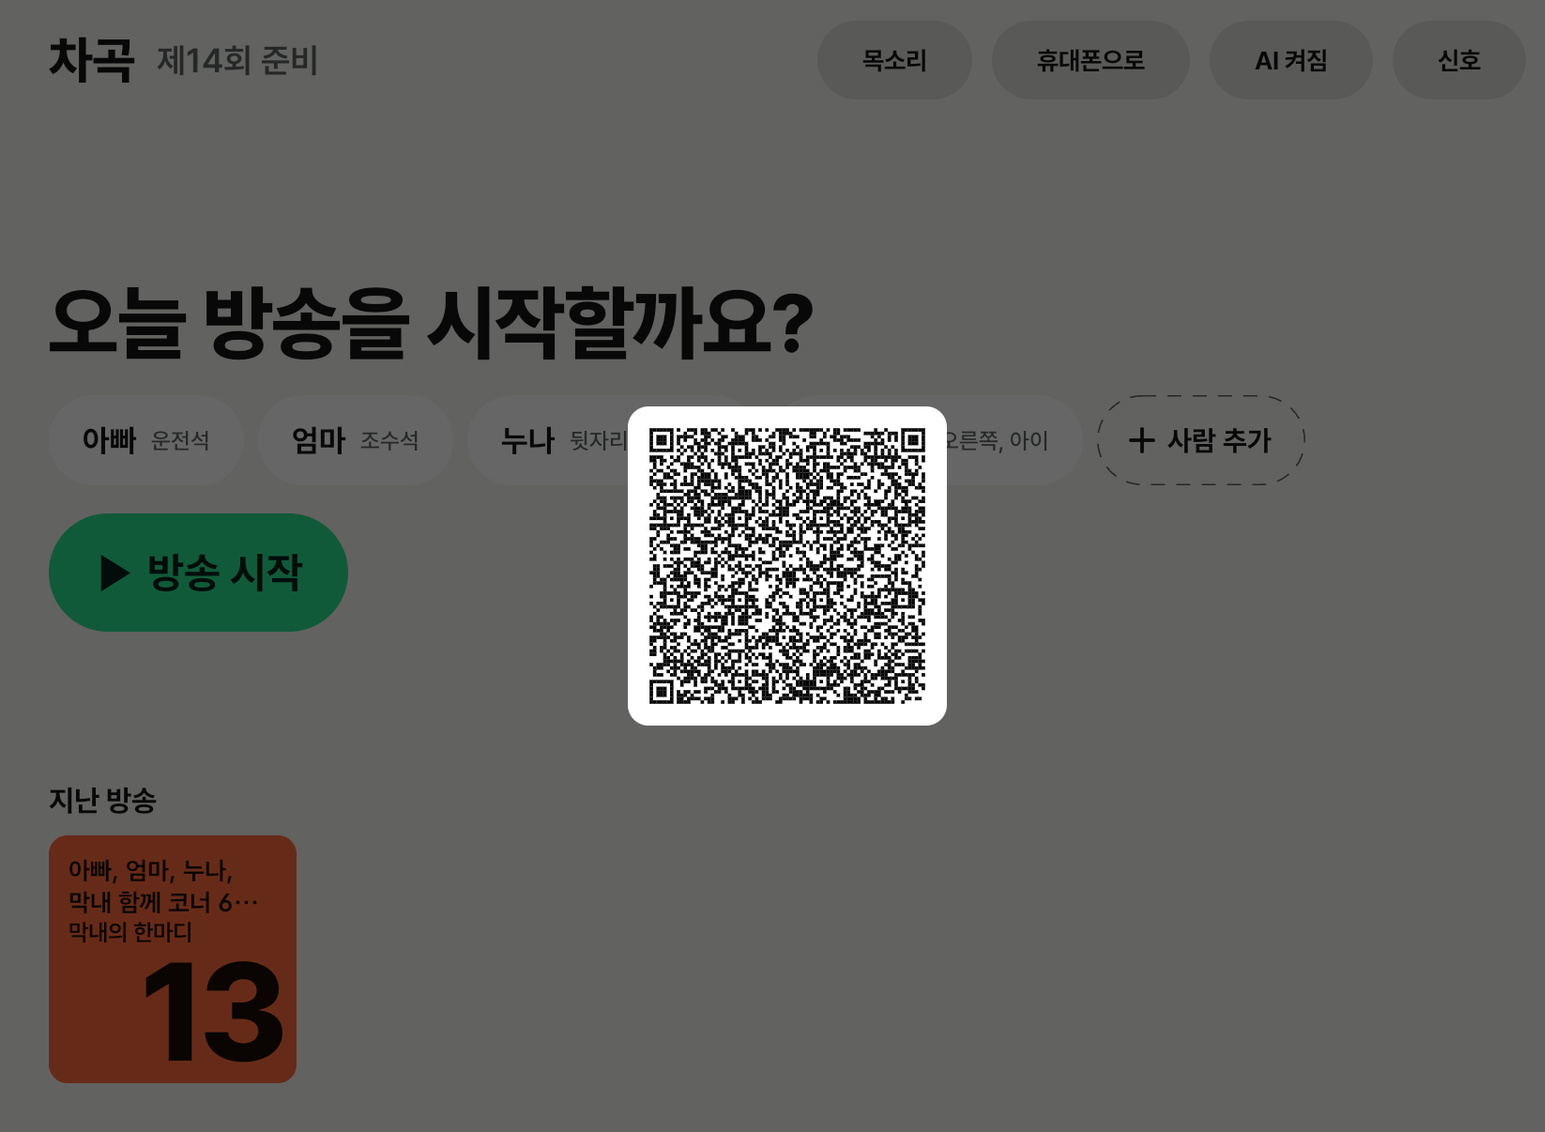 차곡 제14회 준비
목소리 휴대폰으로 AI 켜짐 신호
오늘 방송을 시작할까요?
아빠 운전석 엄마 조수석 누나 뒷자리 오른쪽, 아이 + 사람 추가
▶ 방송 시작
지난 방송
아빠, 엄마, 누나,
막내 함께 코너 6…
막내의 한마디
13